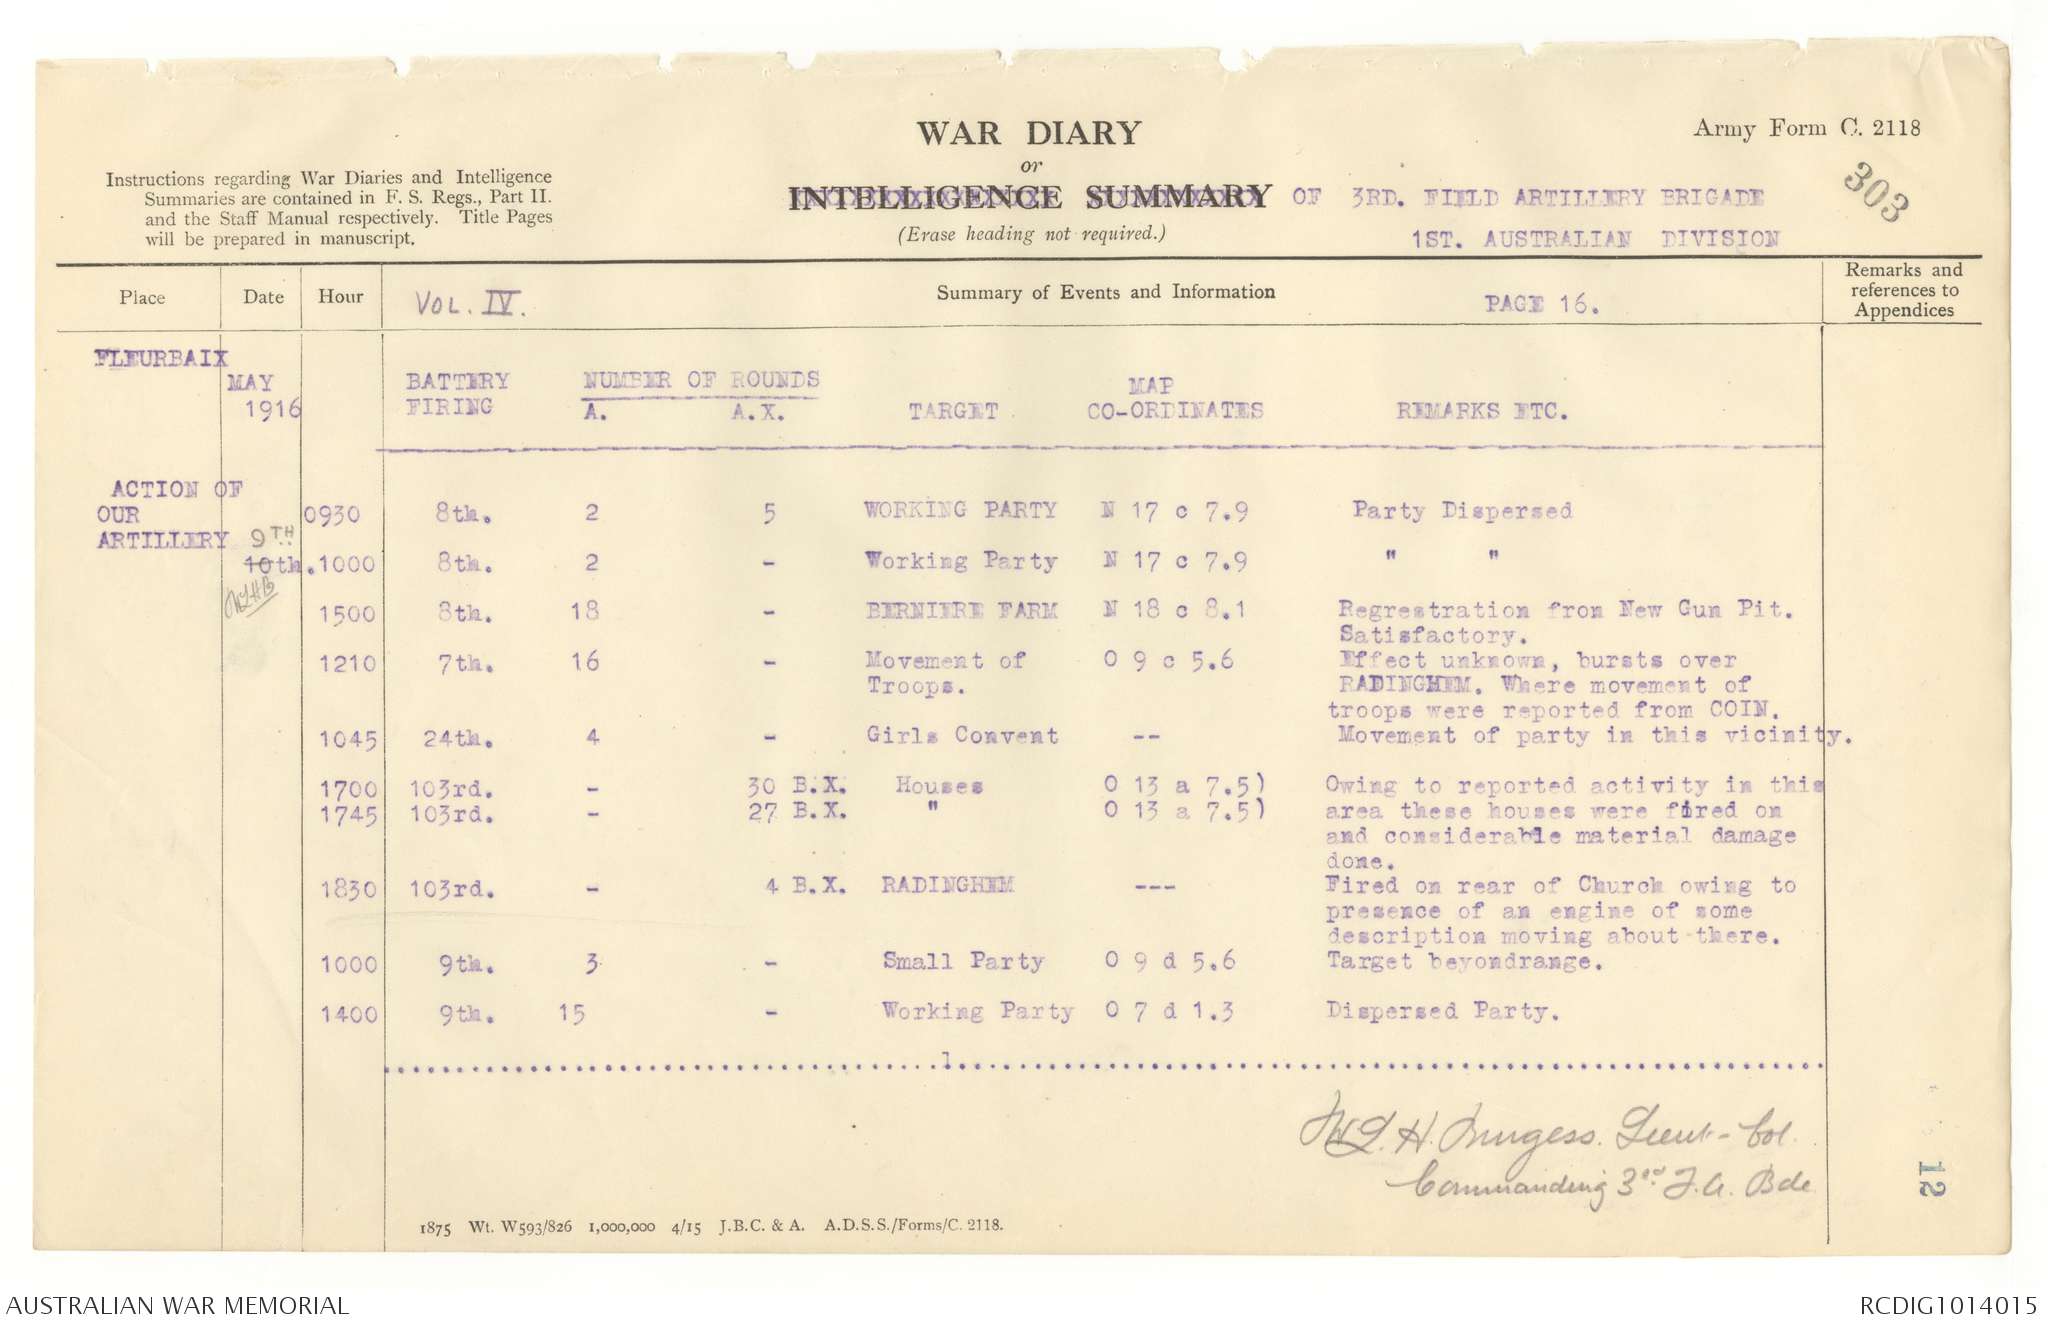 WAR DIARY
or
INTELLIGENCE SUMMARY OF 3RD. FIELD ARTILLERY BRIGADE
(Erase heading not required.)
1ST. AUSTRALIAN DIVISION
Army Form C. 2118
303
Instructions regarding War Diaries and Intelligence
Summaries are contained in F. S. Regs., Part II.
and the Staff Manual respectively. Title Pages
will be prepared in manuscript.
Place Date Hour VOL. IV. Summary of Events and Information PAGE 16. Remarks and references to Appendices
FLEURBAIX
MAY
1916
BATTERY FIRING NUMBER OF ROUNDS A. A.X. TARGET MAP CO-ORDINATES REMARKS ETC.
ACTION OF
OUR
ARTILLERY 9TH
10th.
0930 8th. 2 5 WORKING PARTY N 17 c 7.9 Party Dispersed
1000 8th. 2 - Working Party N 17 c 7.9 " "
WLHB
1500 8th. 18 - BERNIERE FARM N 18 c 8.1 Regrestration from New Gun Pit.
Satisfactory.
1210 7th. 16 - Movement of O 9 c 5.6 Effect unknown, bursts over
Troops. RADINGHEM. Where movement of
troops were reported from COIN.
1045 24th. 4 - Girls Convent -- Movement of party in this vicinity.
1700 103rd. - 30 B.X. Houses O 13 a 7.5) Owing to reported activity in this
1745 103rd. - 27 B.X. " O 13 a 7.5) area these houses were fired on
and considerable material damage
done.
1830 103rd. - 4 B.X. RADINGHEM --- Fired on rear of Church owing to
presence of an engine of some
description moving about there.
1000 9th. 3 - Small Party O 9 d 5.6 Target beyondrange.
1400 9th. 15 - Working Party O 7 d 1.3 Dispersed Party.
W L H. Burgess. Lieut-Col.
Commanding 3rd F.A. Bde
12
1875 Wt. W593/826 1,000,000 4/15 J.B.C. & A. A.D.S.S./Forms/C. 2118.
AUSTRALIAN WAR MEMORIAL
RCDIG1014015